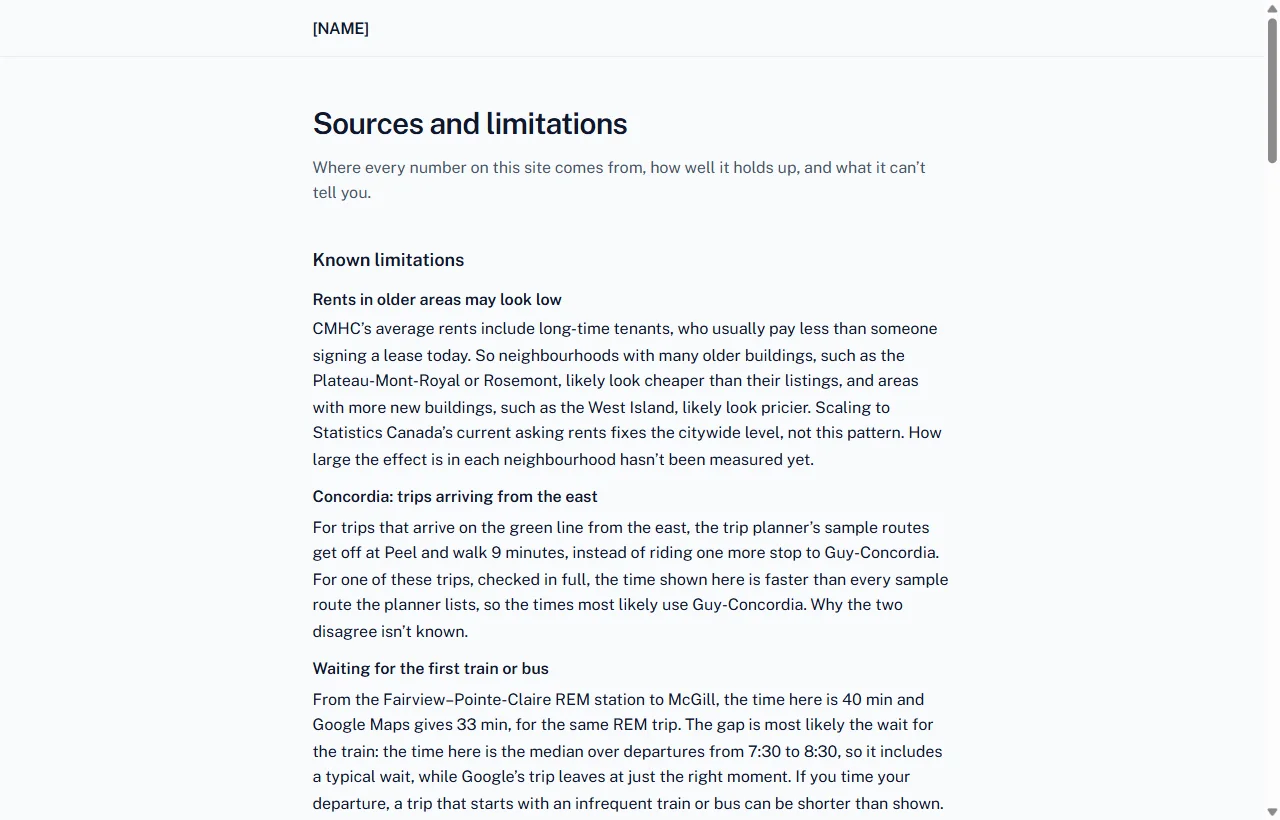 [NAME]
Sources and limitations
Where every number on this site comes from, how well it holds up, and what it can’t
tell you.
Known limitations
Rents in older areas may look low
CMHC’s average rents include long-time tenants, who usually pay less than someone
signing a lease today. So neighbourhoods with many older buildings, such as the
Plateau-Mont-Royal or Rosemont, likely look cheaper than their listings, and areas
with more new buildings, such as the West Island, likely look pricier. Scaling to
Statistics Canada’s current asking rents fixes the citywide level, not this pattern. How
large the effect is in each neighbourhood hasn’t been measured yet.
Concordia: trips arriving from the east
For trips that arrive on the green line from the east, the trip planner’s sample routes
get off at Peel and walk 9 minutes, instead of riding one more stop to Guy-Concordia.
For one of these trips, checked in full, the time shown here is faster than every sample
route the planner lists, so the times most likely use Guy-Concordia. Why the two
disagree isn’t known.
Waiting for the first train or bus
From the Fairview–Pointe-Claire REM station to McGill, the time here is 40 min and
Google Maps gives 33 min, for the same REM trip. The gap is most likely the wait for
the train: the time here is the median over departures from 7:30 to 8:30, so it includes
a typical wait, while Google’s trip leaves at just the right moment. If you time your
departure, a trip that starts with an infrequent train or bus can be shorter than shown.